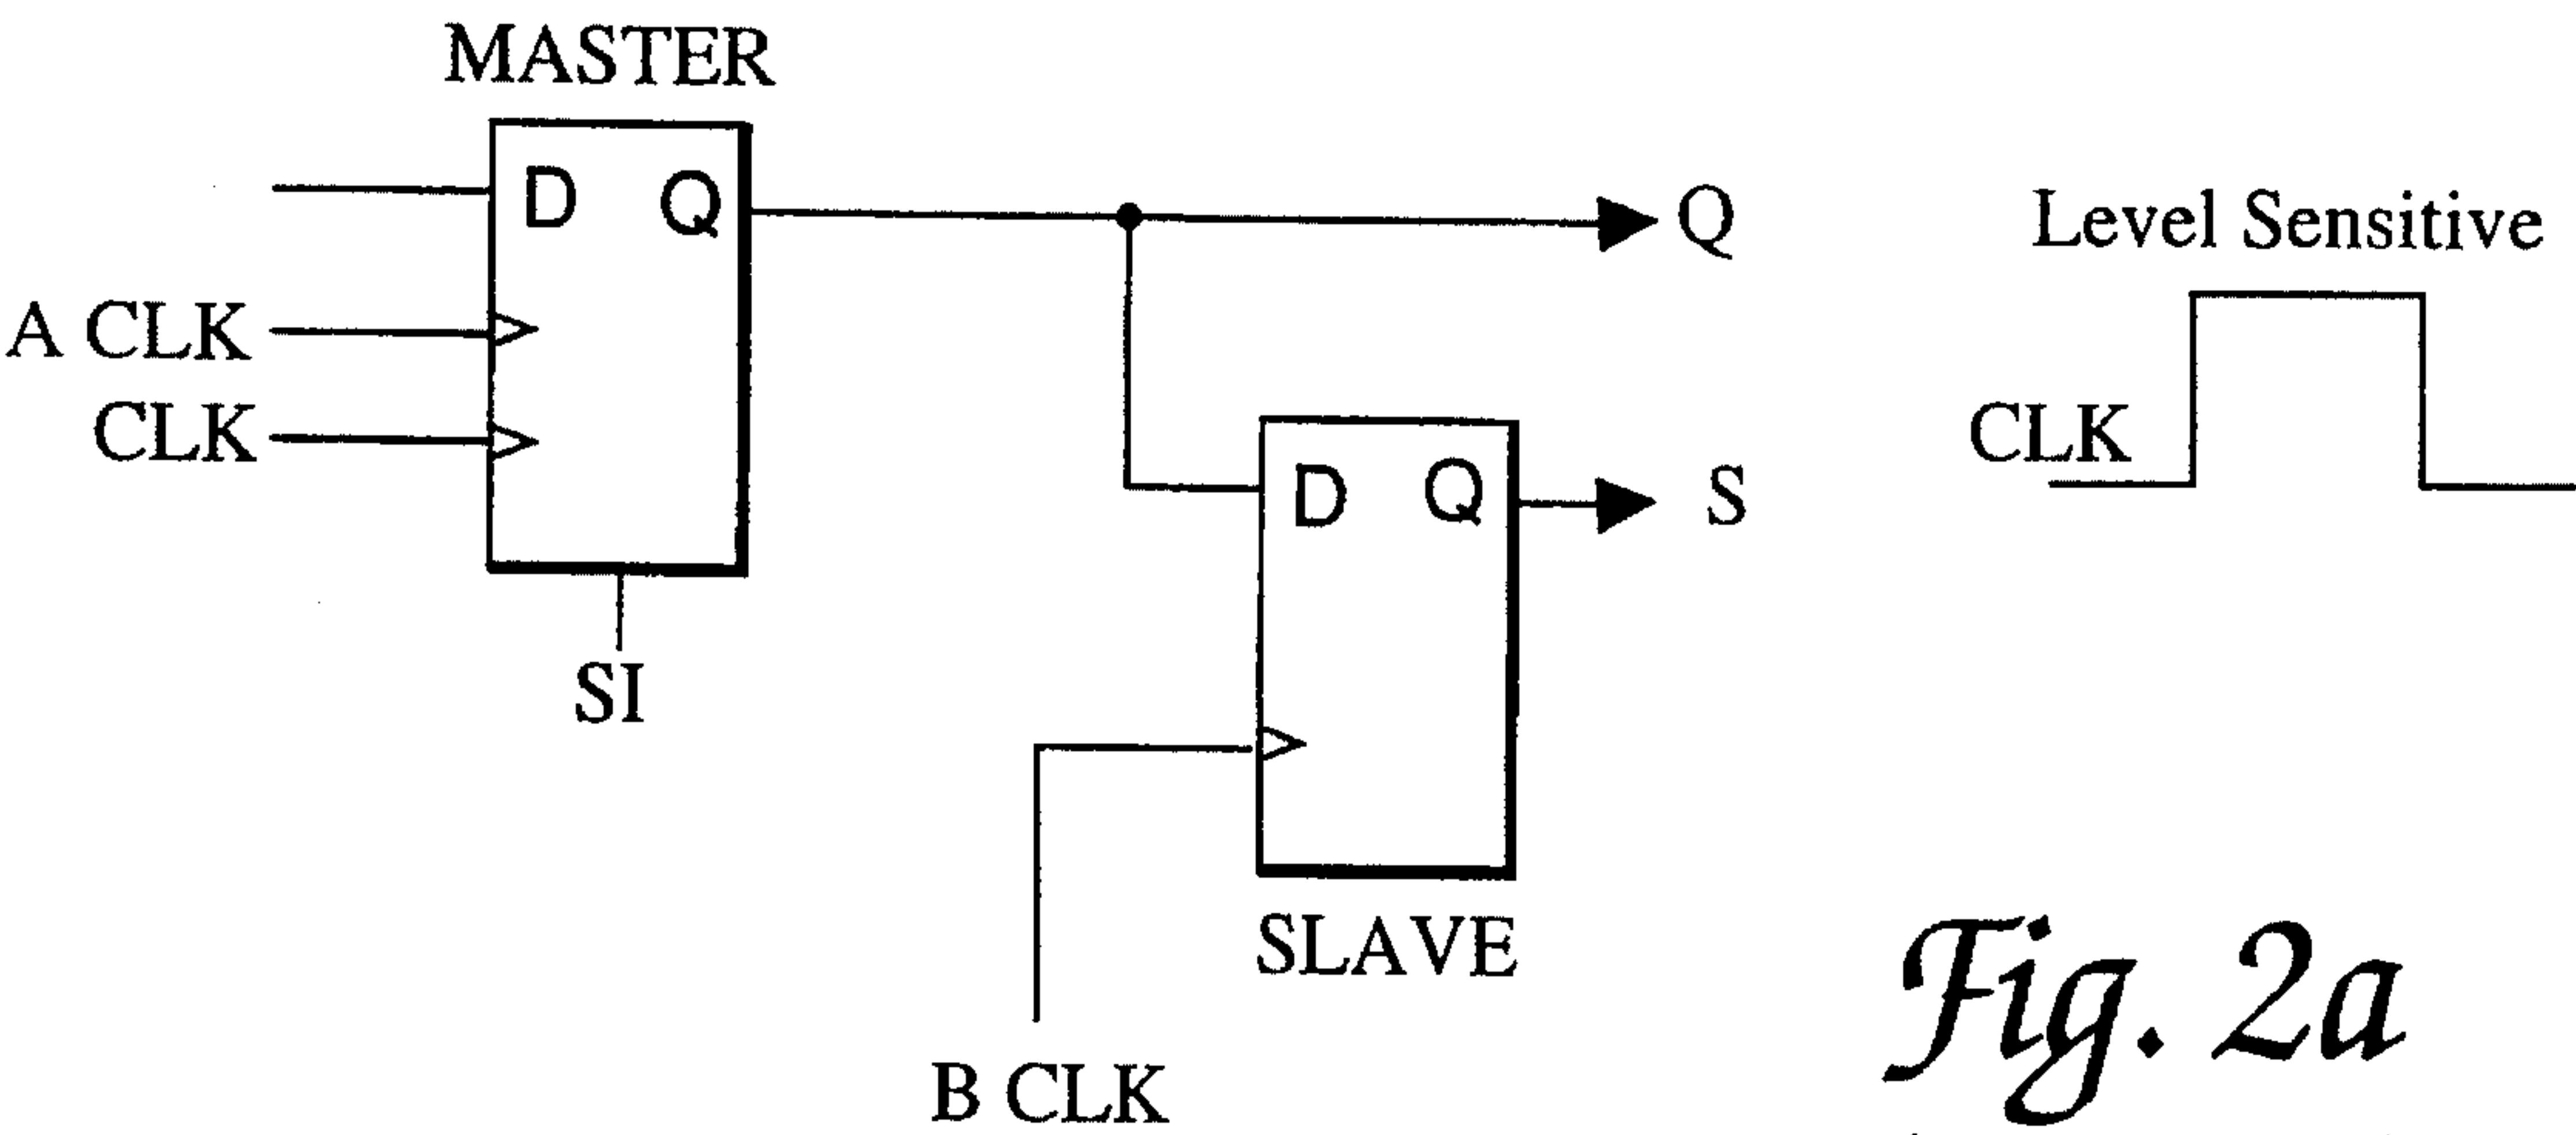 MASTER
D Q
Q
Level Sensitive
A CLK
CLK
CLK
D Q
S
SI
SLAVE
B CLK
Fig. 2a